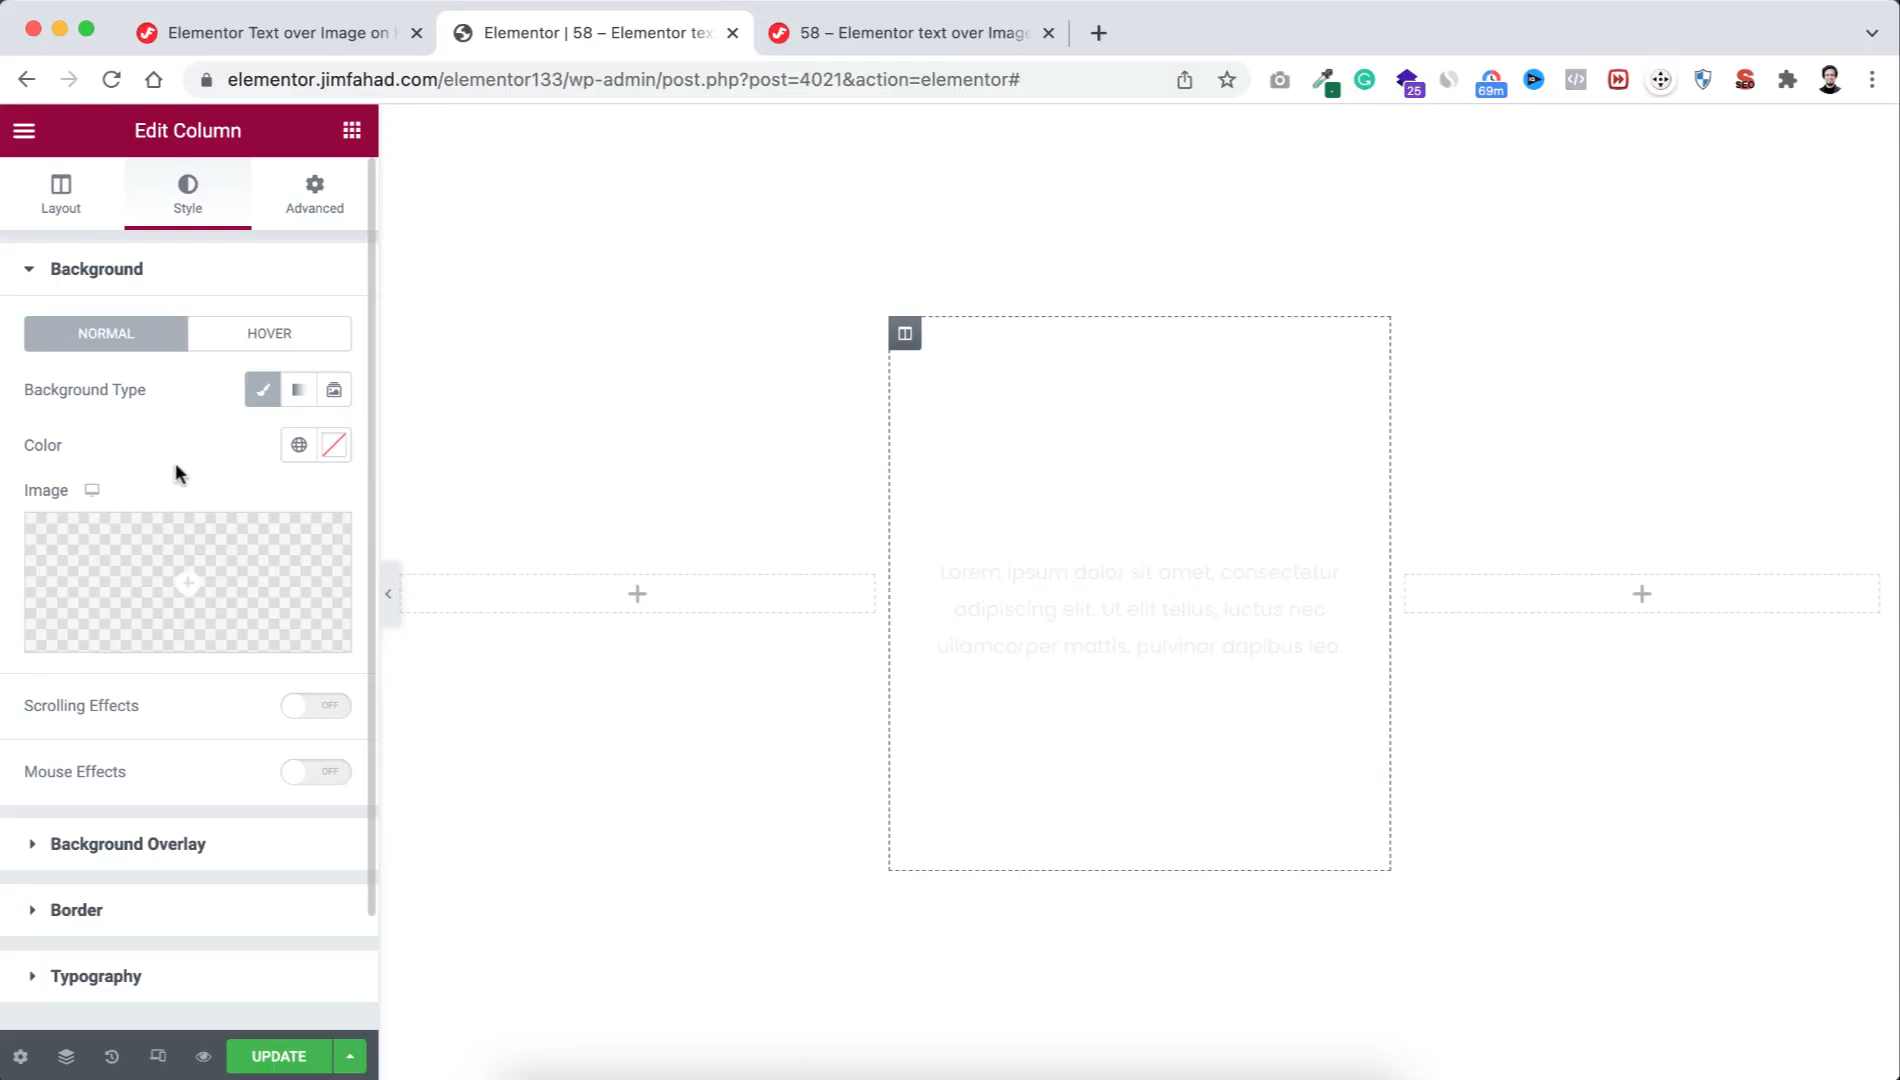 Elementor Text over Image on
Elementor | 58 – Elementor tex
58 – Elementor text over Image
elementor.jimfahad.com/elementor133/wp-admin/post.php?post=4021&action=elementor#
25
69m
SEO
Edit Column
Layout
Style
Advanced
Background
NORMAL
HOVER
Background Type
Color
Image
Scrolling Effects
OFF
Mouse Effects
OFF
Background Overlay
Border
Typography
UPDATE
Lorem ipsum dolor sit amet, consectetur
adipiscing elit. Ut elit tellus, luctus nec
ullamcorper mattis, pulvinar dapibus leo.